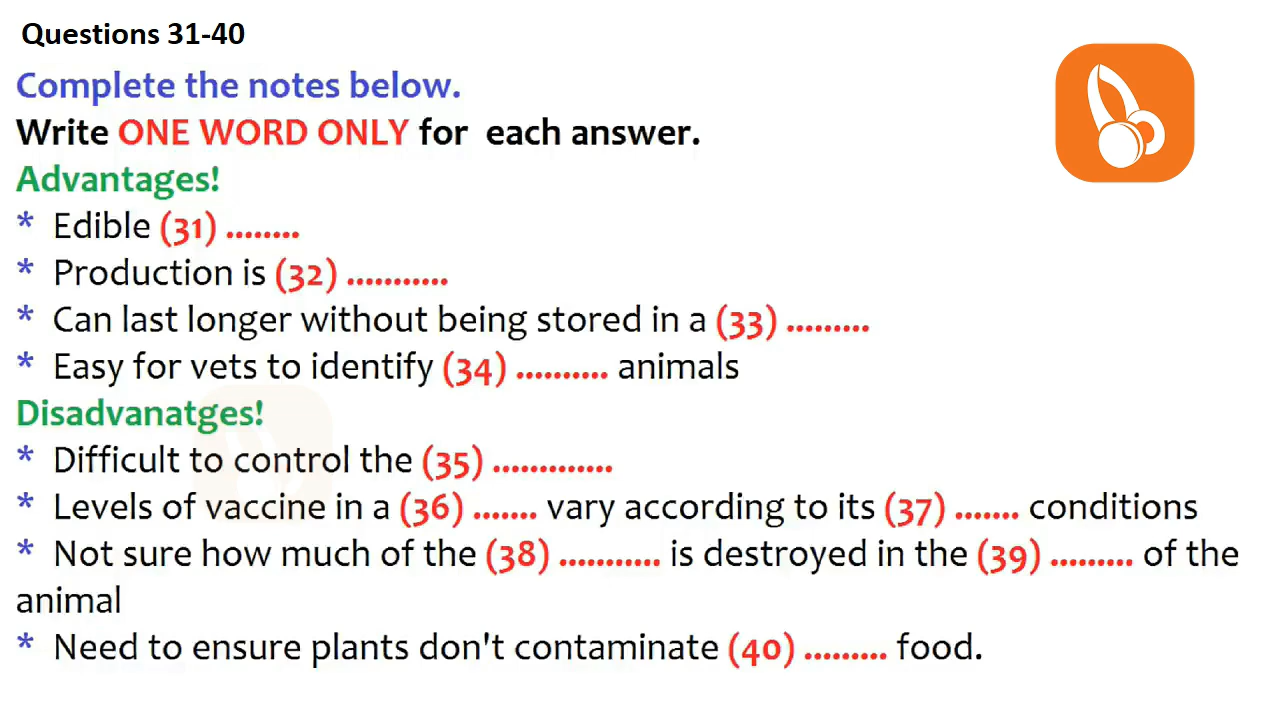 Questions 31-40
Complete the notes below.
Write ONE WORD ONLY for each answer.
Advantages!
* Edible (31) ........
* Production is (32) ...........
* Can last longer without being stored in a (33) .........
* Easy for vets to identify (34) .......... animals
Disadvanatges!
* Difficult to control the (35) .............
* Levels of vaccine in a (36) ....... vary according to its (37) ....... conditions
* Not sure how much of the (38) ........... is destroyed in the (39) ......... of the
animal
* Need to ensure plants don't contaminate (40) ......... food.